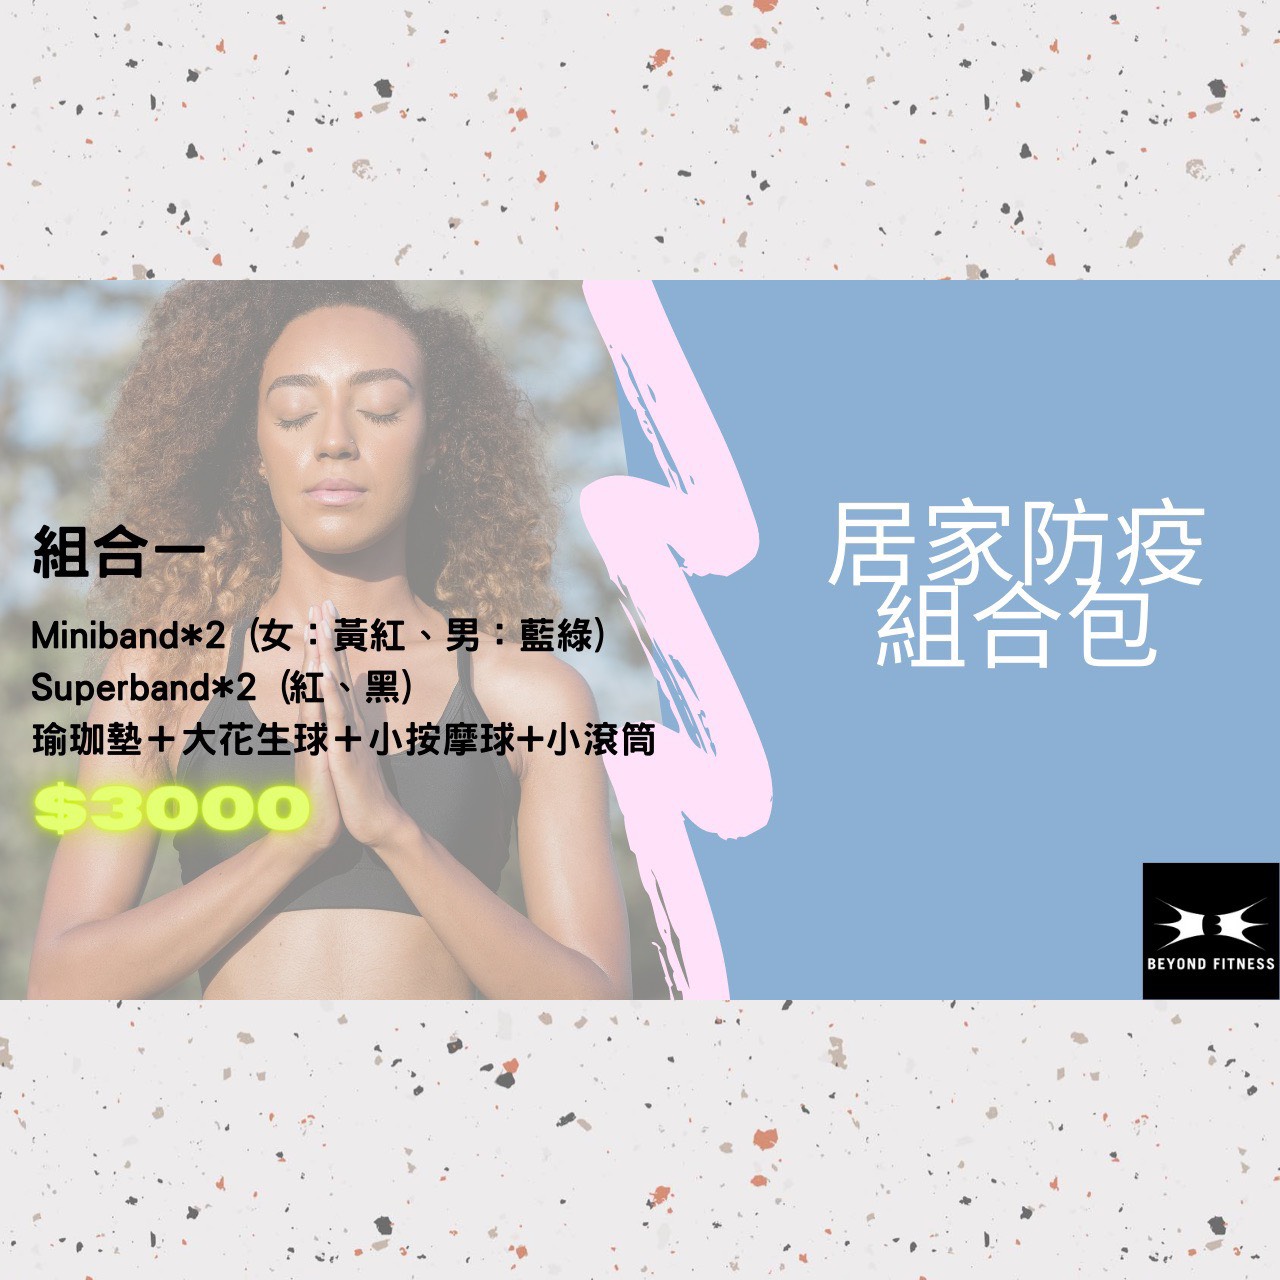 組合一
Miniband*2（女：黃紅、男：藍綠）
Superband*2（紅、黑）
瑜珈墊＋大花生球＋小按摩球+小滾筒
$3000
居家防疫
組合包
BEYOND FITNESS